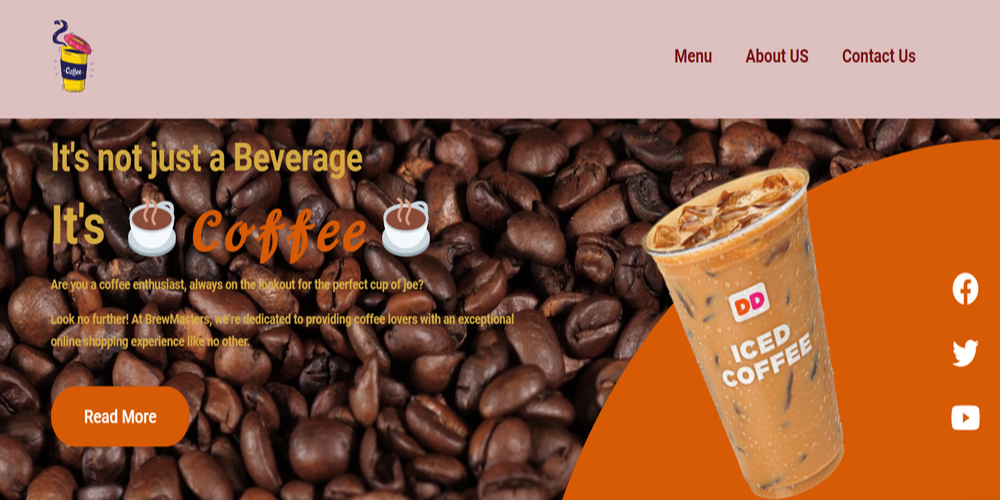 Coffee
Menu About US Contact Us
It's not just a Beverage
It's Coffee
Are you a coffee enthusiast, always on the lookout for the perfect cup of joe?
Look no further! At BrewMasters, we're dedicated to providing coffee lovers with an exceptional
online shopping experience like no other.
Read More
DD
ICED
COFFEE